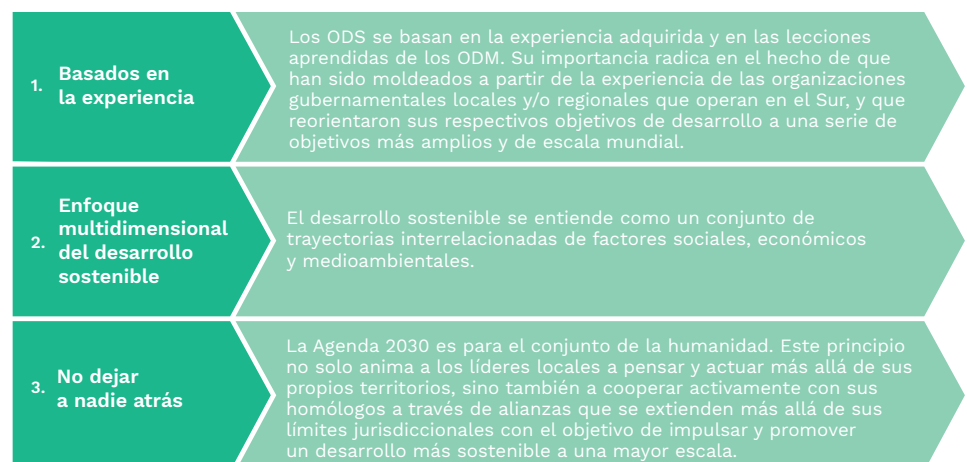 1. Basados en
la experiencia
Los ODS se basan en la experiencia adquirida y en las lecciones
aprendidas de los ODM. Su importancia radica en el hecho de que
han sido moldeados a partir de la experiencia de las organizaciones
gubernamentales locales y/o regionales que operan en el Sur, y que
reorientaron sus respectivos objetivos de desarrollo a una serie de
objetivos más amplios y de escala mundial.
2. Enfoque
multidimensional
del desarrollo
sostenible
El desarrollo sostenible se entiende como un conjunto de
trayectorias interrelacionadas de factores sociales, económicos
y medioambientales.
3. No dejar
a nadie atrás
La Agenda 2030 es para el conjunto de la humanidad. Este principio
no solo anima a los líderes locales a pensar y actuar más allá de sus
propios territorios, sino también a cooperar activamente con sus
homólogos a través de alianzas que se extienden más allá de sus
límites jurisdiccionales con el objetivo de impulsar y promover
un desarrollo más sostenible a una mayor escala.